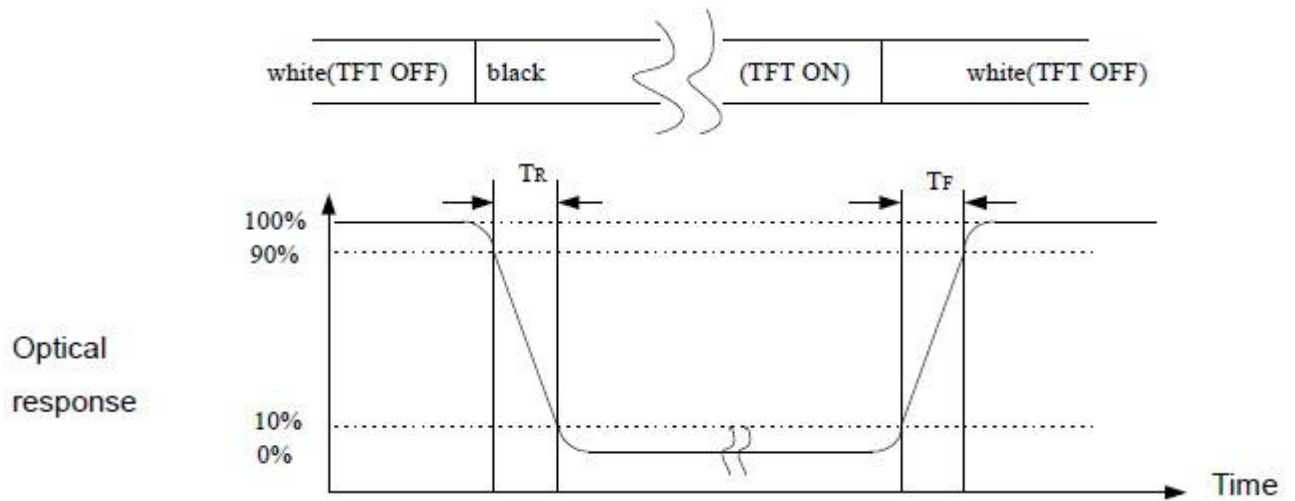 white(TFT OFF) black (TFT ON) white(TFT OFF)
TR TF
100%
90%
Optical
response
10%
0%
Time